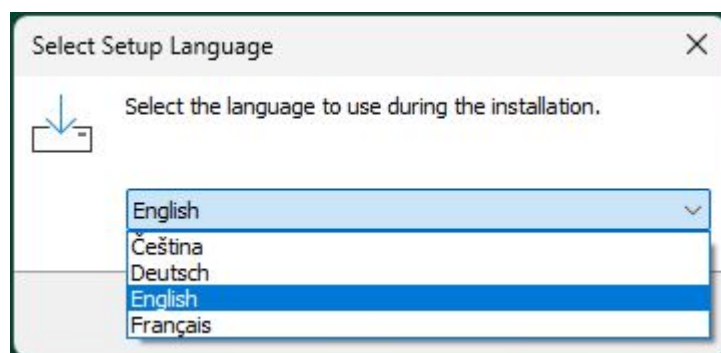 Select Setup Language
Select the language to use during the installation.
English
Čeština
Deutsch
English
Français